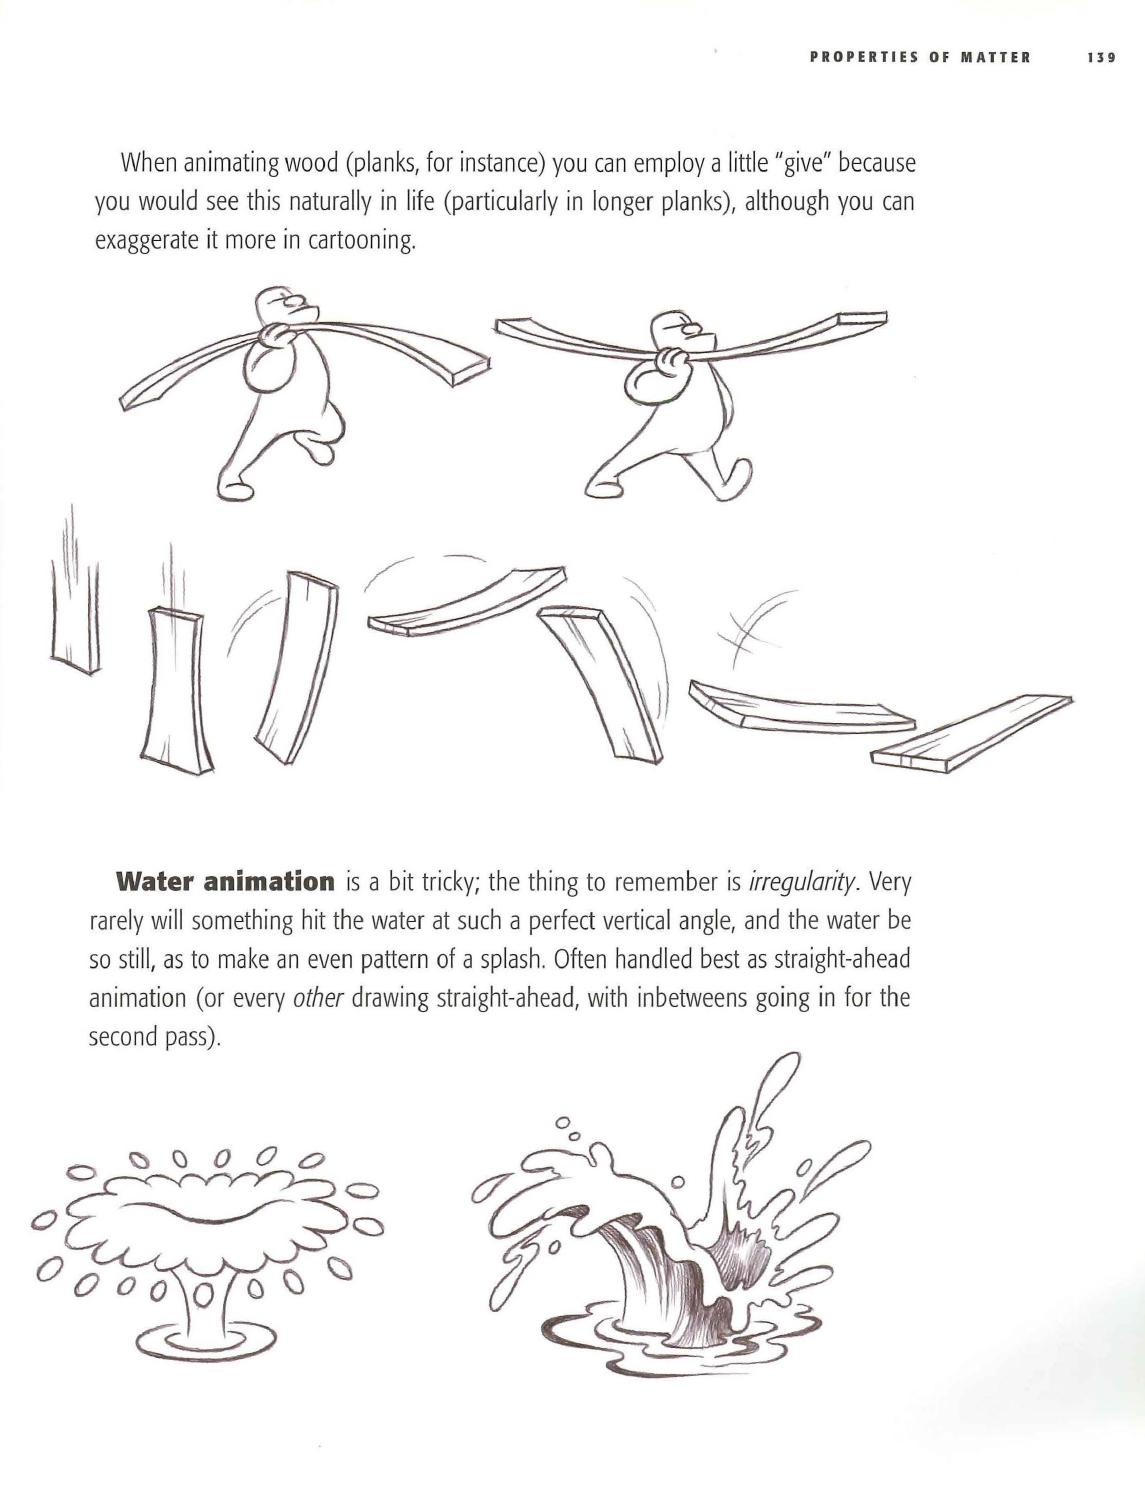 PROPERTIES OF MATTER 139
When animating wood (planks, for instance) you can employ a little “give” because
you would see this naturally in life (particularly in longer planks), although you can
exaggerate it more in cartooning.
Water animation is a bit tricky; the thing to remember is irregularity. Very
rarely will something hit the water at such a perfect vertical angle, and the water be
so still, as to make an even pattern of a splash. Often handled best as straight-ahead
animation (or every other drawing straight-ahead, with inbetweens going in for the
second pass).